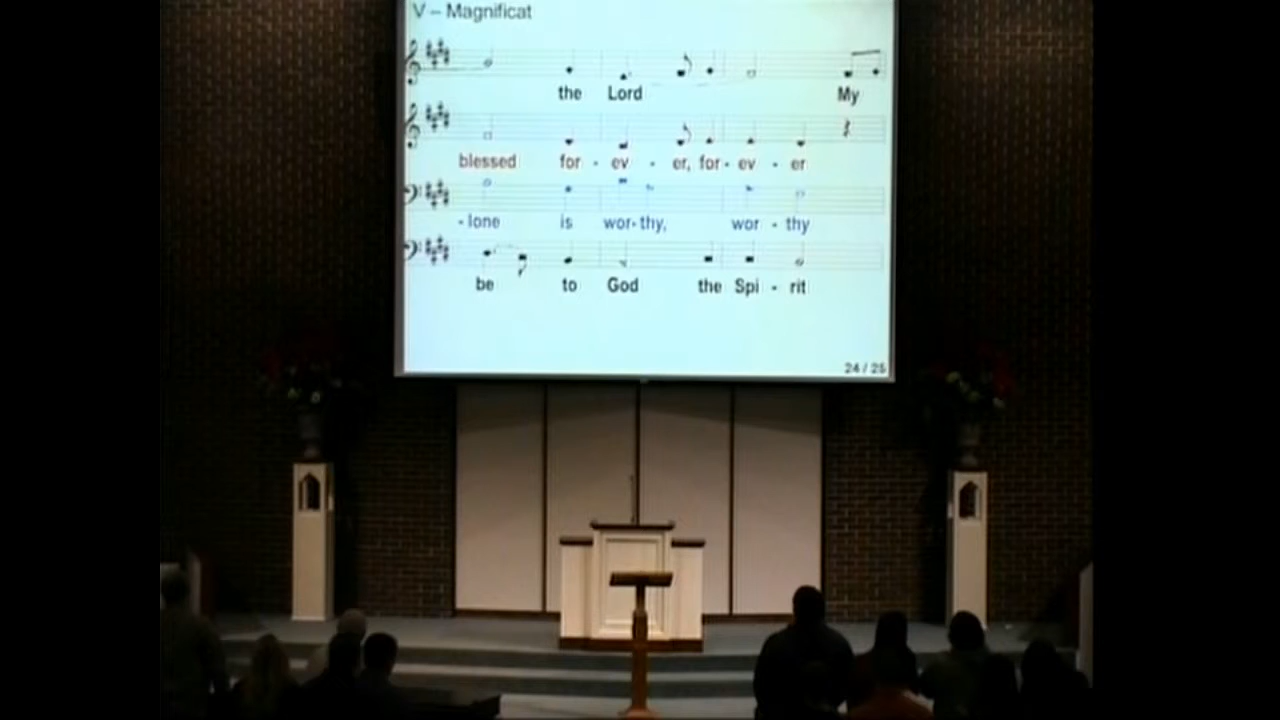 V – Magnificat
the Lord My
blessed for - ev - er, for - ev - er
- lone is wor - thy, wor - thy
be to God the Spi - rit
24 / 25